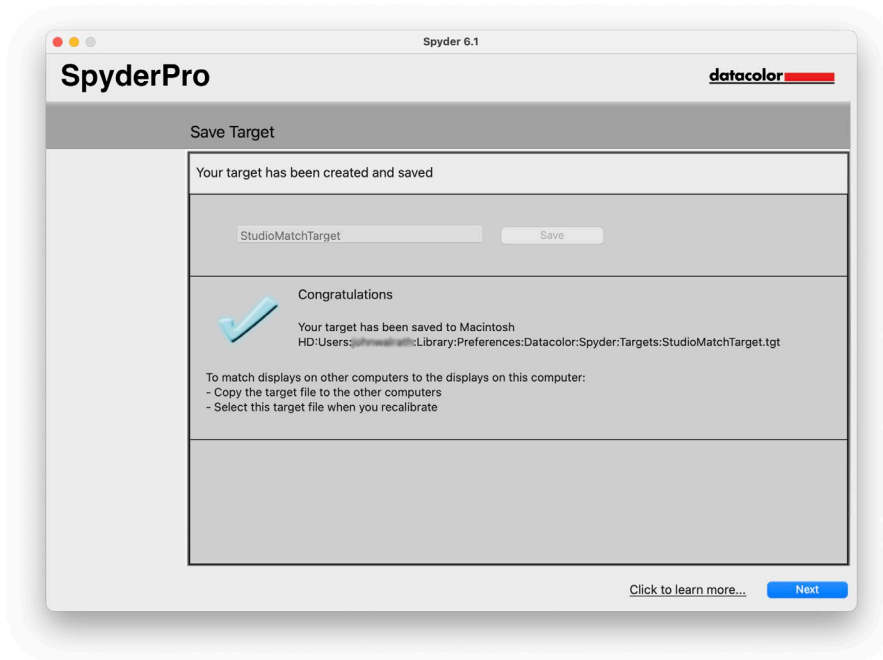 Spyder 6.1
SpyderPro
datacolor
Save Target
Your target has been created and saved
StudioMatchTarget Save
Congratulations
Your target has been saved to Macintosh
HD:Users: :Library:Preferences:Datacolor:Spyder:Targets:StudioMatchTarget.tgt
To match displays on other computers to the displays on this computer:
- Copy the target file to the other computers
- Select this target file when you recalibrate
Click to learn more... Next